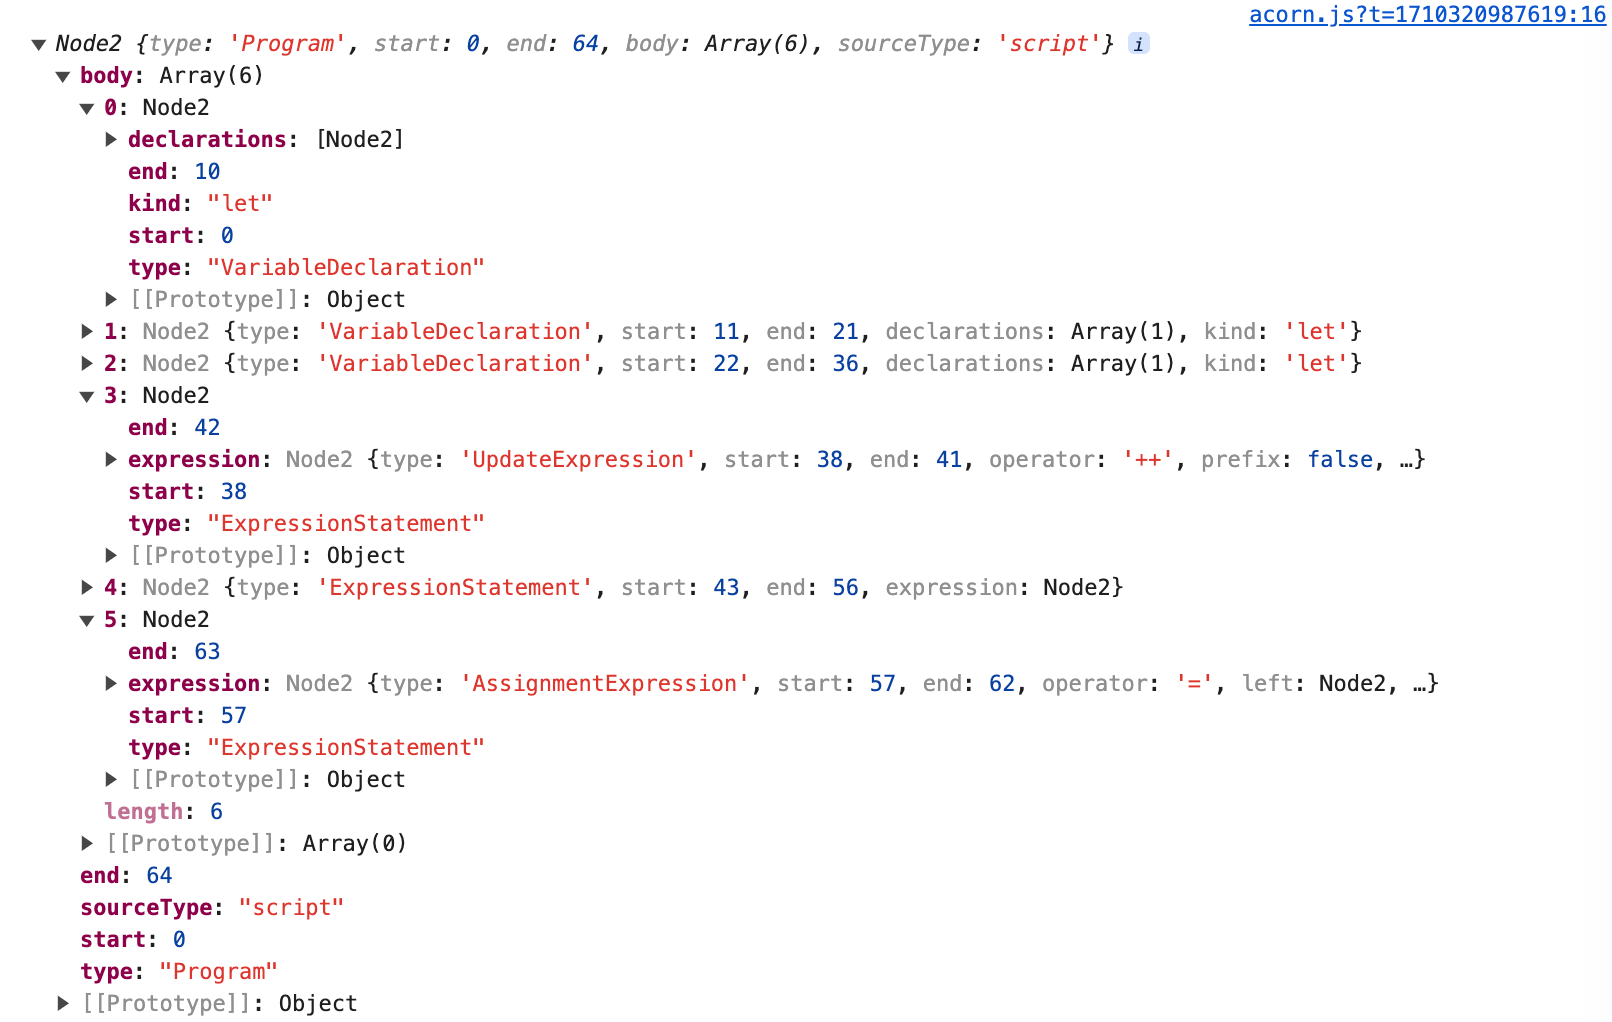 acorn.js?t=1710320987619:16
▼ Node2 {type: 'Program', start: 0, end: 64, body: Array(6), sourceType: 'script'} i
▼ body: Array(6)
▼ 0: Node2
▶ declarations: [Node2]
end: 10
kind: "let"
start: 0
type: "VariableDeclaration"
▶ [[Prototype]]: Object
▶ 1: Node2 {type: 'VariableDeclaration', start: 11, end: 21, declarations: Array(1), kind: 'let'}
▶ 2: Node2 {type: 'VariableDeclaration', start: 22, end: 36, declarations: Array(1), kind: 'let'}
▼ 3: Node2
end: 42
▶ expression: Node2 {type: 'UpdateExpression', start: 38, end: 41, operator: '++', prefix: false, …}
start: 38
type: "ExpressionStatement"
▶ [[Prototype]]: Object
▶ 4: Node2 {type: 'ExpressionStatement', start: 43, end: 56, expression: Node2}
▼ 5: Node2
end: 63
▶ expression: Node2 {type: 'AssignmentExpression', start: 57, end: 62, operator: '=', left: Node2, …}
start: 57
type: "ExpressionStatement"
▶ [[Prototype]]: Object
length: 6
▶ [[Prototype]]: Array(0)
end: 64
sourceType: "script"
start: 0
type: "Program"
▶ [[Prototype]]: Object